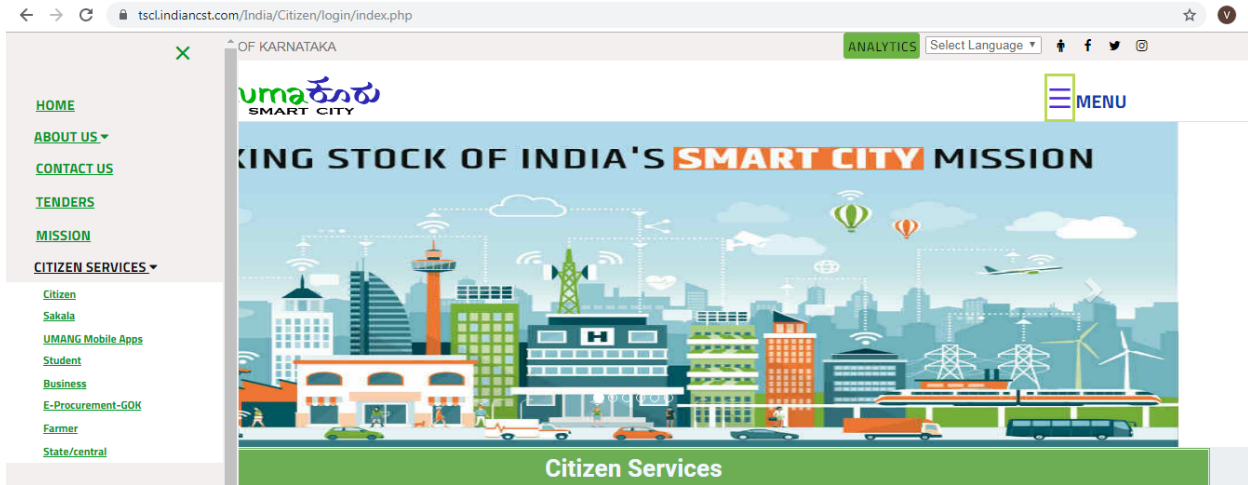 tscl.indiancst.com/India/Citizen/login/index.php
V
OF KARNATAKA
ANALYTICS
Select Language
umaಕೂರು
SMART CITY
MENU
HOME
ABOUT US
CONTACT US
TENDERS
MISSION
CITIZEN SERVICES
Citizen
Sakala
UMANG Mobile Apps
Student
Business
E-Procurement-GOK
Farmer
State/central
KING STOCK OF INDIA'S SMART CITY MISSION
H
Citizen Services